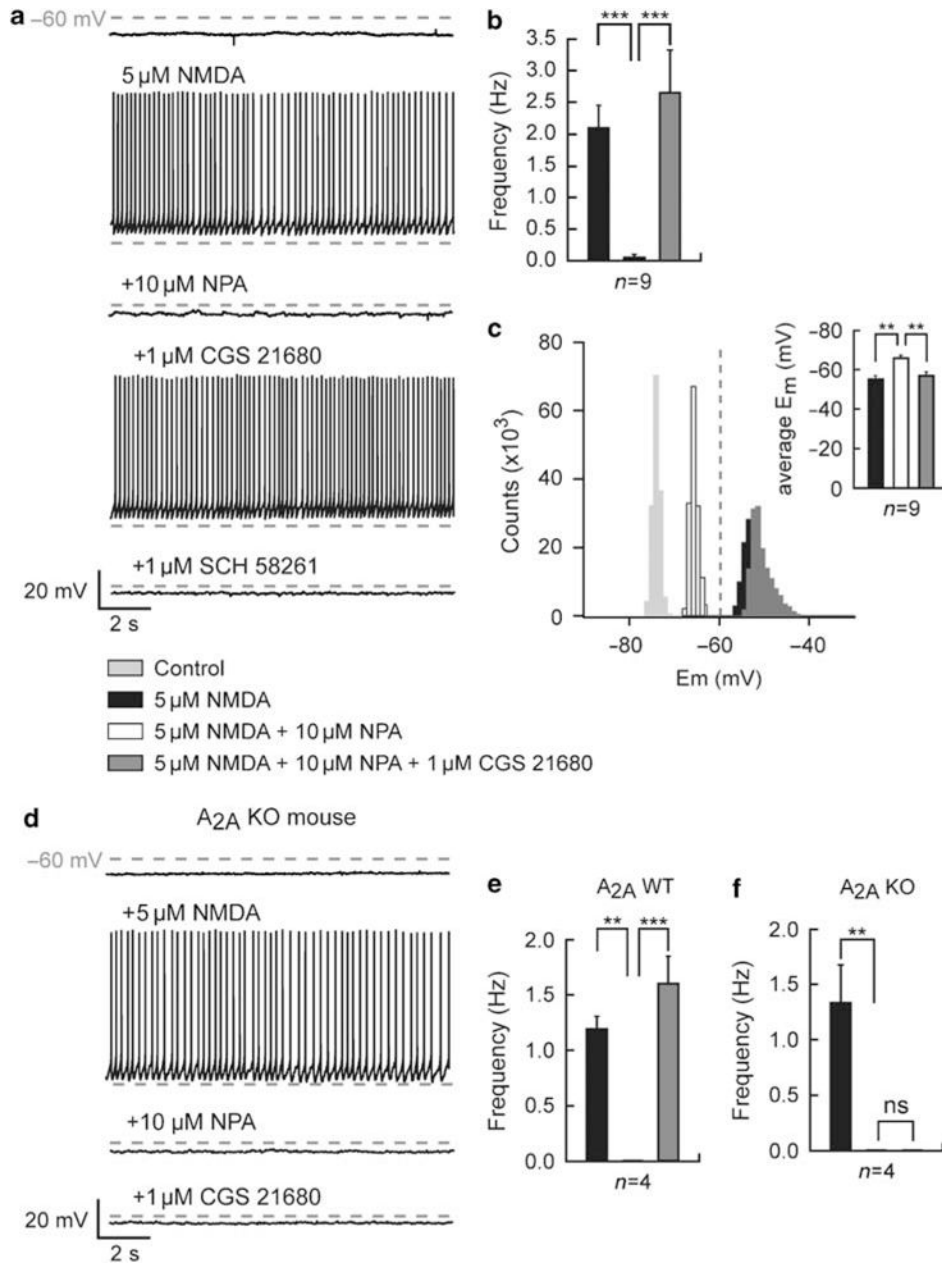 a
−60 mV
5 µM NMDA
+10 µM NPA
+1 µM CGS 21680
+1 µM SCH 58261
20 mV
2 s
b
*** ***
Frequency (Hz)
3.5
3.0
2.5
2.0
1.5
1.0
0.5
0.0
n=9
c
Counts (x10³)
80
60
40
20
0
−80 −60 −40
Em (mV)
average Em (mV)
** **
-80
-60
-40
-20
0
n=9
Control
5 µM NMDA
5 µM NMDA + 10 µM NPA
5 µM NMDA + 10 µM NPA + 1 µM CGS 21680
d
A2A KO mouse
−60 mV
+5 µM NMDA
+10 µM NPA
+1 µM CGS 21680
20 mV
2 s
e
A2A WT
** ***
Frequency (Hz)
2.0
1.5
1.0
0.5
0.0
n=4
f
A2A KO
**
ns
Frequency (Hz)
2.0
1.5
1.0
0.5
0.0
n=4